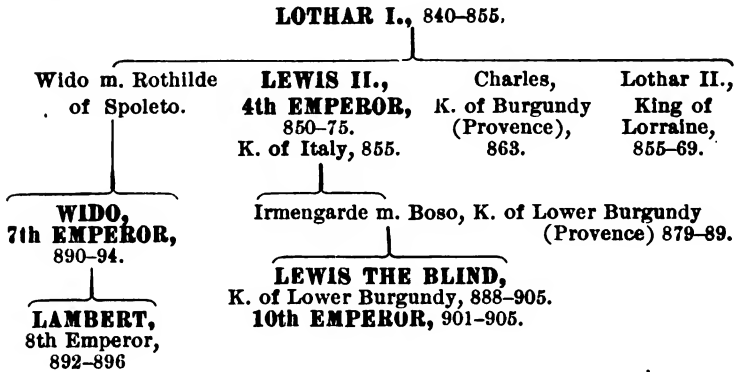 LOTHAR I., 840–855.
Wido m. Rothilde
of Spoleto.
LEWIS II.,
4th EMPEROR,
850–75.
K. of Italy, 855.
Charles,
K. of Burgundy
(Provence),
863.
Lothar II.,
King of
Lorraine,
855–69.
WIDO,
7th EMPEROR,
890–94.
Irmengarde m. Boso, K. of Lower Burgundy
(Provence) 879–89.
LEWIS THE BLIND,
K. of Lower Burgundy, 888–905.
10th EMPEROR, 901–905.
LAMBERT,
8th Emperor,
892–896